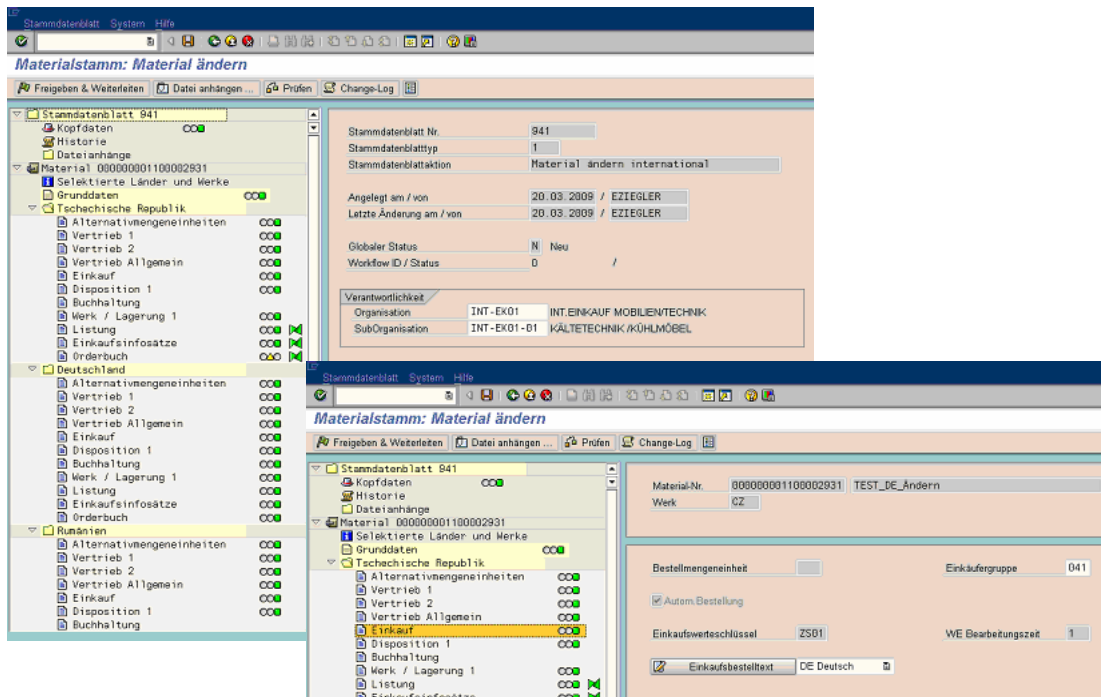 Stammdatenblatt System Hilfe
Materialstamm: Material ändern
Freigeben & Weiterleiten Datei anhängen ... Prüfen Change-Log
Stammdatenblatt 941
Kopfdaten
Historie
Dateianhänge
Material 000000001100002931
Selektierte Länder und Werke
Grunddaten
Tschechische Republik
Alternativmengeneinheiten
Vertrieb 1
Vertrieb 2
Vertrieb Allgemein
Einkauf
Disposition 1
Buchhaltung
Werk / Lagerung 1
Listung
Einkaufsinfosätze
Orderbuch
Deutschland
Alternativmengeneinheiten
Vertrieb 1
Vertrieb 2
Vertrieb Allgemein
Einkauf
Disposition 1
Buchhaltung
Werk / Lagerung 1
Listung
Einkaufsinfosätze
Orderbuch
Rumänien
Alternativmengeneinheiten
Vertrieb 1
Vertrieb 2
Vertrieb Allgemein
Einkauf
Disposition 1
Buchhaltung
Stammdatenblatt Nr. 941
Stammdatenblatttyp 1
Stammdatenblattaktion Material ändern international
Angelegt am / von 20.03.2009 / EZIEGLER
Letzte Änderung am / von 20.03.2009 / EZIEGLER
Globaler Status N Neu
Workflow ID / Status 0 /
Verantwortlichkeit
Organisation INT-EK01 INT.EINKAUF MOBILIEN/TECHNIK
SubOrganisation INT-EK01-01 KÄLTETECHNIK /KÜHLMÖBEL
Stammdatenblatt System Hilfe
Materialstamm: Material ändern
Freigeben & Weiterleiten Datei anhängen ... Prüfen Change-Log
Stammdatenblatt 941
Kopfdaten
Historie
Dateianhänge
Material 000000001100002931
Selektierte Länder und Werke
Grunddaten
Tschechische Republik
Alternativmengeneinheiten
Vertrieb 1
Vertrieb 2
Vertrieb Allgemein
Einkauf
Disposition 1
Buchhaltung
Werk / Lagerung 1
Listung
Einkaufsinfosätze
Material-Nr. 000000001100002931 TEST_DE_Ändern
Werk CZ
Bestellmengeneinheit Einkäufergruppe 041
Autom.Bestellung
Einkaufswerteschlüssel ZS01 WE Bearbeitungszeit 1
Einkaufsbestelltext DE Deutsch